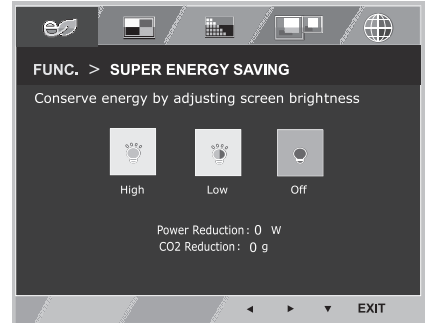 FUNC. > SUPER ENERGY SAVING
Conserve energy by adjusting screen brightness
High Low Off
Power Reduction : 0 W
CO2 Reduction : 0 g
EXIT